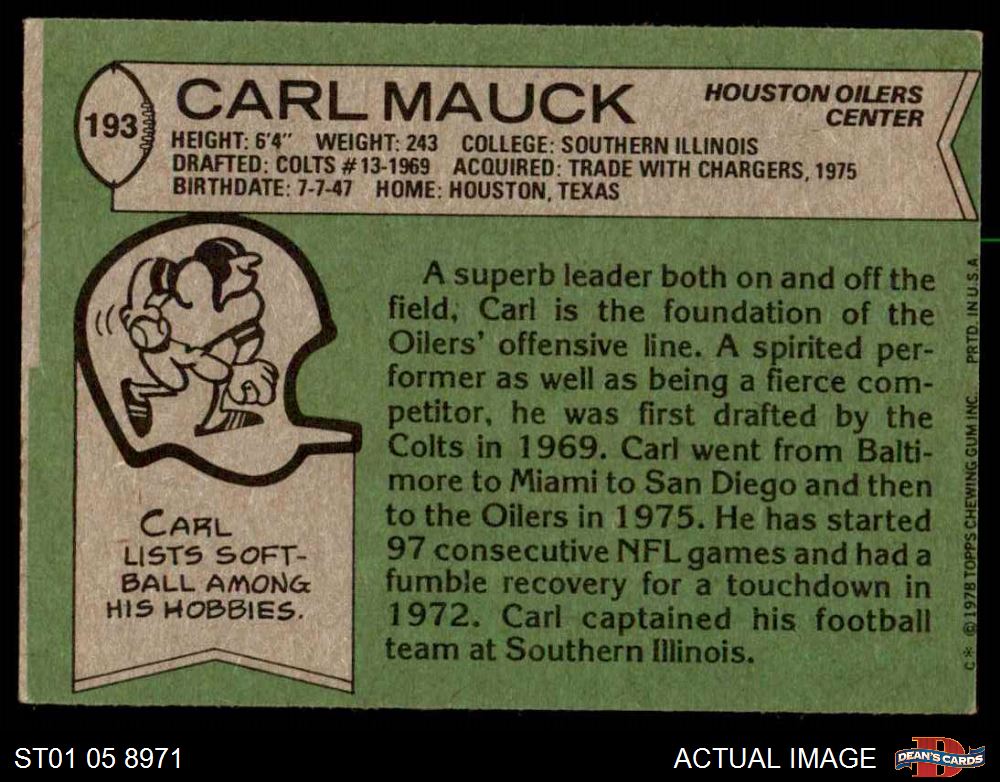 193
CARL MAUCK
HOUSTON OILERS
CENTER
HEIGHT: 6'4" WEIGHT: 243 COLLEGE: SOUTHERN ILLINOIS
DRAFTED: COLTS #13-1969 ACQUIRED: TRADE WITH CHARGERS, 1975
BIRTHDATE: 7-7-47 HOME: HOUSTON, TEXAS
A superb leader both on and off the
field, Carl is the foundation of the
Oilers' offensive line. A spirited per-
former as well as being a fierce com-
petitor, he was first drafted by the
Colts in 1969. Carl went from Balti-
more to Miami to San Diego and then
to the Oilers in 1975. He has started
97 consecutive NFL games and had a
fumble recovery for a touchdown in
1972. Carl captained his football
team at Southern Illinois.
CARL
LISTS SOFT-
BALL AMONG
HIS HOBBIES.
C* © 1978 TOPPS CHEWING GUM INC. PRTD. IN U.S.A.
ST01 05 8971
ACTUAL IMAGE
D
DEAN'S CARDS